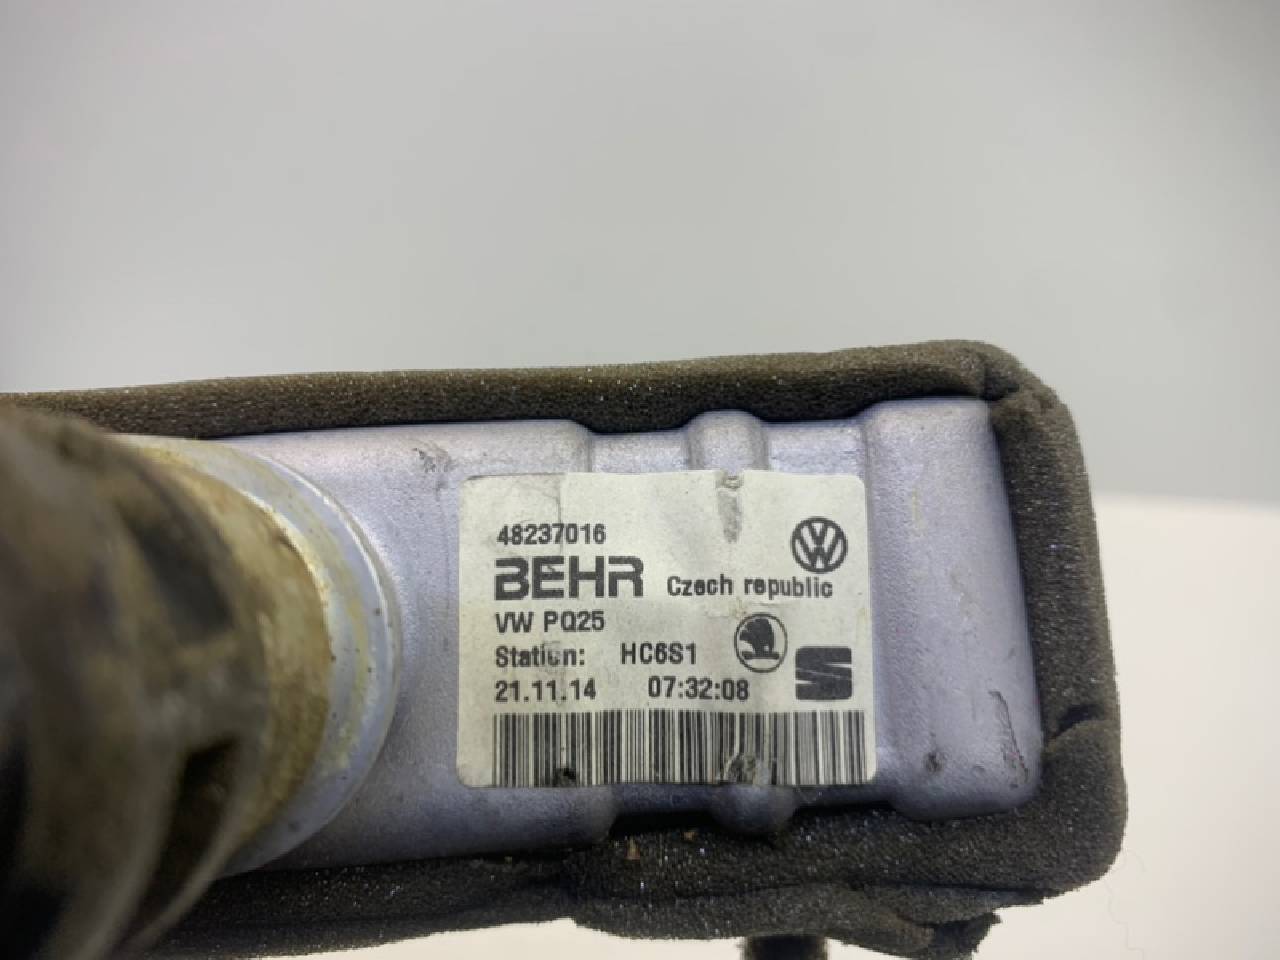 48237016
BEHR Czech republic
VW PQ25
Station: HC6S1
21.11.14 07:32:08